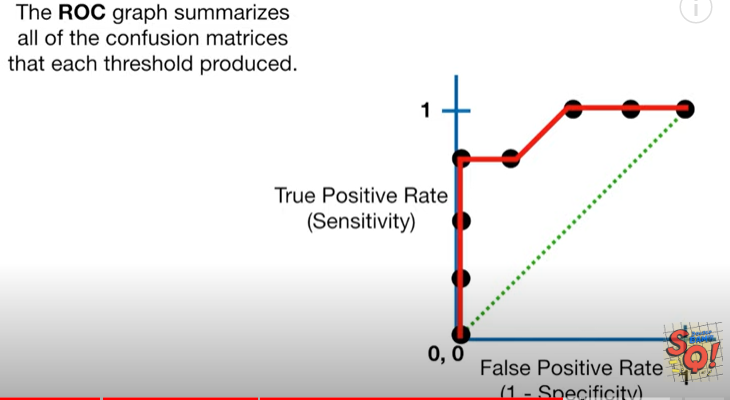 The ROC graph summarizes
all of the confusion matrices
that each threshold produced.
i
1
True Positive Rate
(Sensitivity)
0, 0
False Positive Rate
(1 - Specificity)
SQ!
1